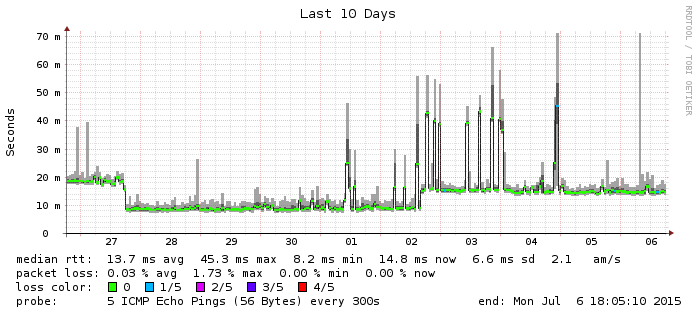 Last 10 Days
RRDTOOL / TOBI OETIKER
Seconds
70 m
60 m
50 m
40 m
30 m
20 m
10 m
0
27 28 29 30 01 02 03 04 05 06
median rtt: 13.7 ms avg 45.3 ms max 8.2 ms min 14.8 ms now 6.6 ms sd 2.1 am/s
packet loss: 0.03 % avg 1.73 % max 0.00 % min 0.00 % now
loss color: 0 1/5 2/5 3/5 4/5
probe: 5 ICMP Echo Pings (56 Bytes) every 300s end: Mon Jul 6 18:05:10 2015